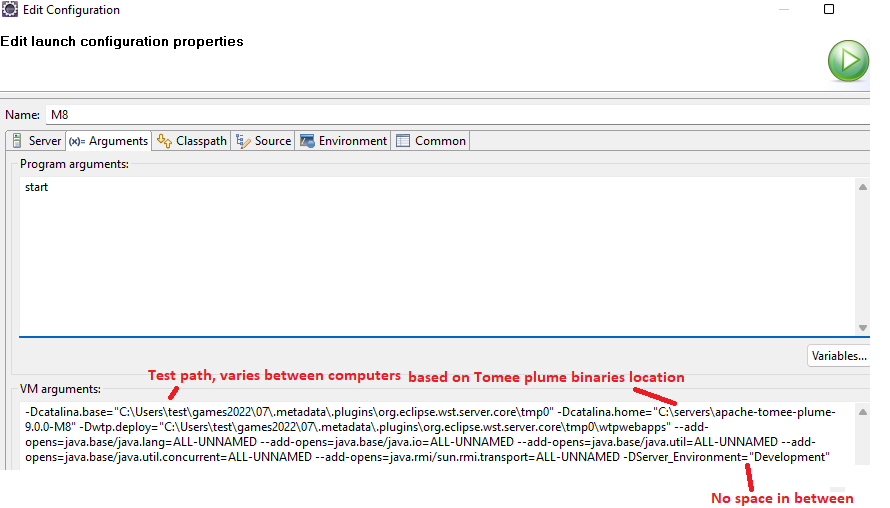 Edit Configuration
Edit launch configuration properties
Name: M8
Server (x)= Arguments Classpath Source Environment Common
Program arguments:
start
Variables...
Test path, varies between computers based on Tomee plume binaries location
VM arguments:
-Dcatalina.base="C:\Users\test\games2022\07\.metadata\.plugins\org.eclipse.wst.server.core\tmp0" -Dcatalina.home="C:\servers\apache-tomee-plume-
9.0.0-M8" -Dwtp.deploy="C:\Users\test\games2022\07\.metadata\.plugins\org.eclipse.wst.server.core\tmp0\wtpwebapps" --add-
opens=java.base/java.lang=ALL-UNNAMED --add-opens=java.base/java.io=ALL-UNNAMED --add-opens=java.base/java.util=ALL-UNNAMED --add-
opens=java.base/java.util.concurrent=ALL-UNNAMED --add-opens=java.rmi/sun.rmi.transport=ALL-UNNAMED -DServer_Environment="Development"
No space in between